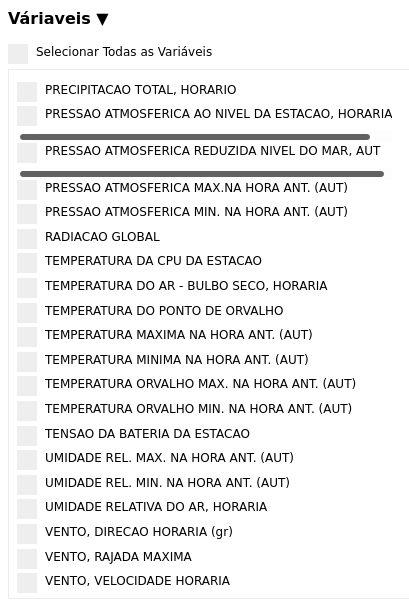 Váriaveis ▼
Selecionar Todas as Variáveis
PRECIPITACAO TOTAL, HORARIO
PRESSAO ATMOSFERICA AO NIVEL DA ESTACAO, HORARIA
PRESSAO ATMOSFERICA REDUZIDA NIVEL DO MAR, AUT
PRESSAO ATMOSFERICA MAX.NA HORA ANT. (AUT)
PRESSAO ATMOSFERICA MIN. NA HORA ANT. (AUT)
RADIACAO GLOBAL
TEMPERATURA DA CPU DA ESTACAO
TEMPERATURA DO AR - BULBO SECO, HORARIA
TEMPERATURA DO PONTO DE ORVALHO
TEMPERATURA MAXIMA NA HORA ANT. (AUT)
TEMPERATURA MINIMA NA HORA ANT. (AUT)
TEMPERATURA ORVALHO MAX. NA HORA ANT. (AUT)
TEMPERATURA ORVALHO MIN. NA HORA ANT. (AUT)
TENSAO DA BATERIA DA ESTACAO
UMIDADE REL. MAX. NA HORA ANT. (AUT)
UMIDADE REL. MIN. NA HORA ANT. (AUT)
UMIDADE RELATIVA DO AR, HORARIA
VENTO, DIRECAO HORARIA (gr)
VENTO, RAJADA MAXIMA
VENTO, VELOCIDADE HORARIA